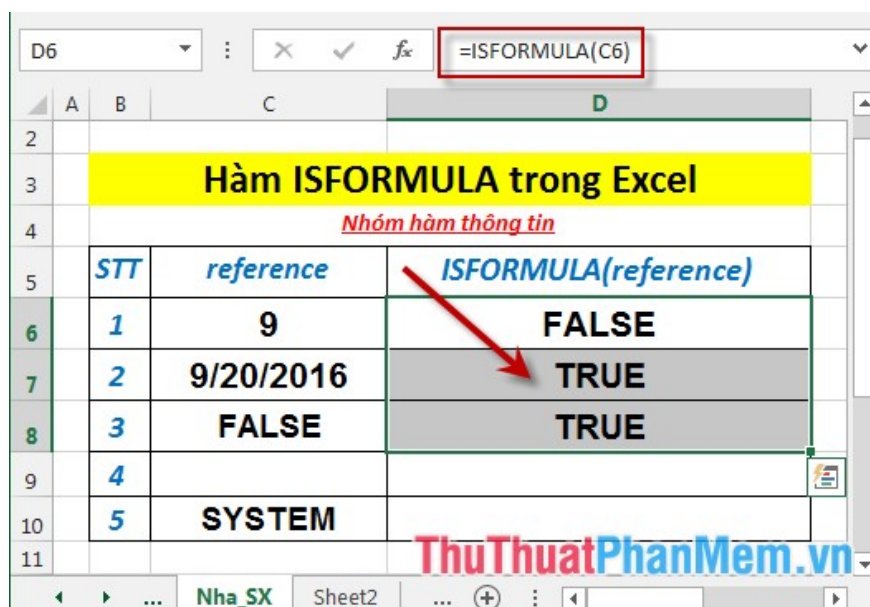 D6 fx =ISFORMULA(C6)
A B C D
2
3 Hàm ISFORMULA trong Excel
4 Nhóm hàm thông tin
5 STT reference ISFORMULA(reference)
6 1 9 FALSE
7 2 9/20/2016 TRUE
8 3 FALSE TRUE
9 4
10 5 SYSTEM
11 ThuThuatPhanMem.vn
... Nha_SX Sheet2 ...